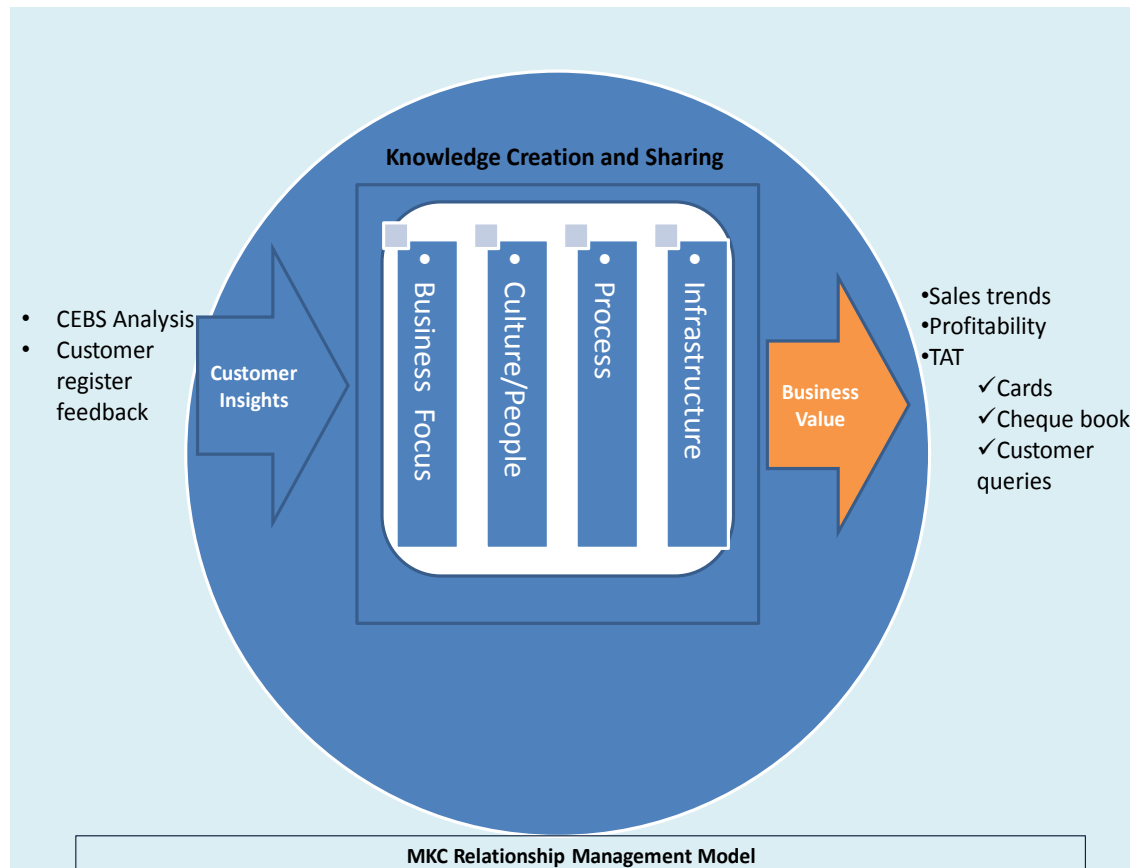 Knowledge Creation and Sharing
• CEBS Analysis
• Customer
register
feedback
Customer
Insights
• Business Focus
• Culture/People
• Process
• Infrastructure
Business
Value
•Sales trends
•Profitability
•TAT
✓Cards
✓Cheque book
✓Customer
queries
MKC Relationship Management Model